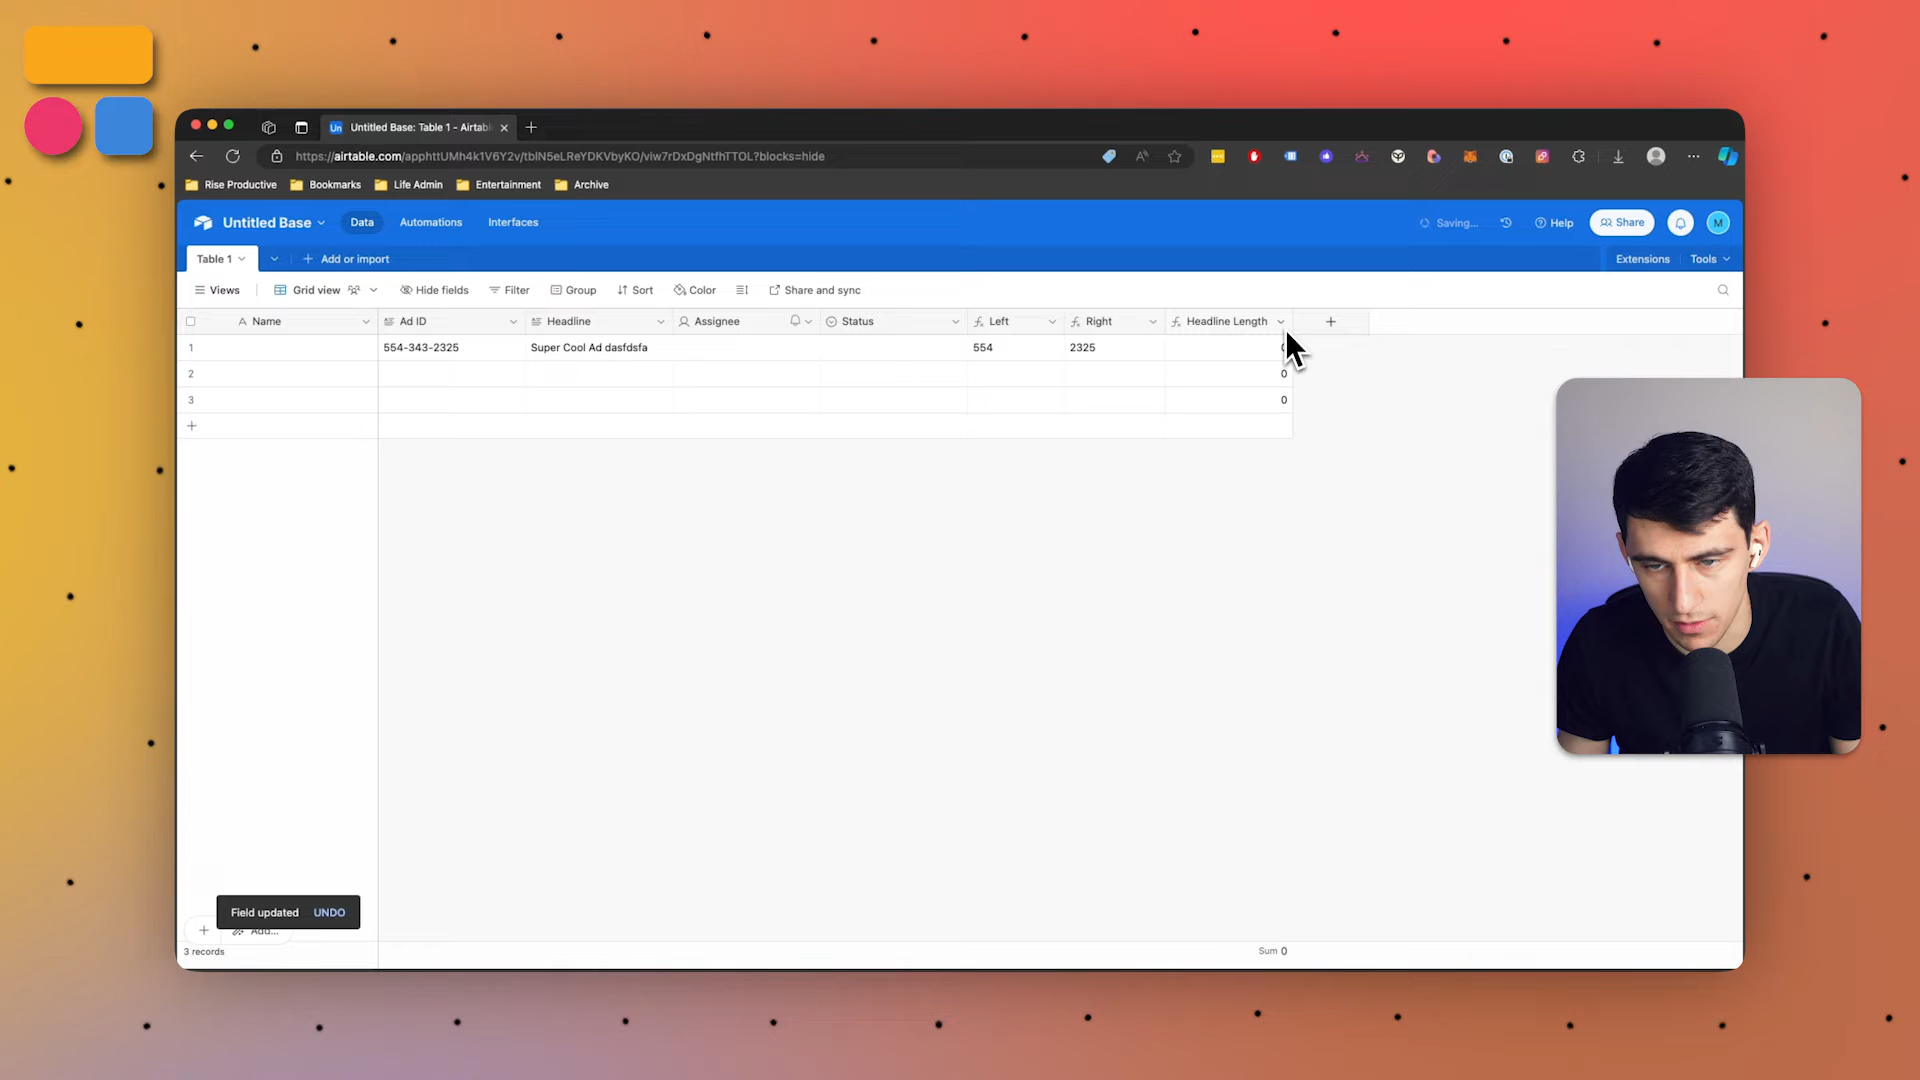 Un Untitled Base: Table 1 - Airtabl
https://airtable.com/apphttUMh4k1V6Y2v/tblN5eLReYDKVbyKO/viw7rDxDgNtfhTTOL?blocks=hide
Rise Productive Bookmarks Life Admin Entertainment Archive
Untitled Base Data Automations Interfaces Saving... Help Share M
Table 1 Add or import Extensions Tools
Views Grid view Hide fields Filter Group Sort Color Share and sync
A Name Ad ID Headline Assignee Status Left Right Headline Length
1 554-343-2325 Super Cool Ad dasfdsfa 554 2325
2 0
3 0
Field updated UNDO
Add...
3 records Sum 0